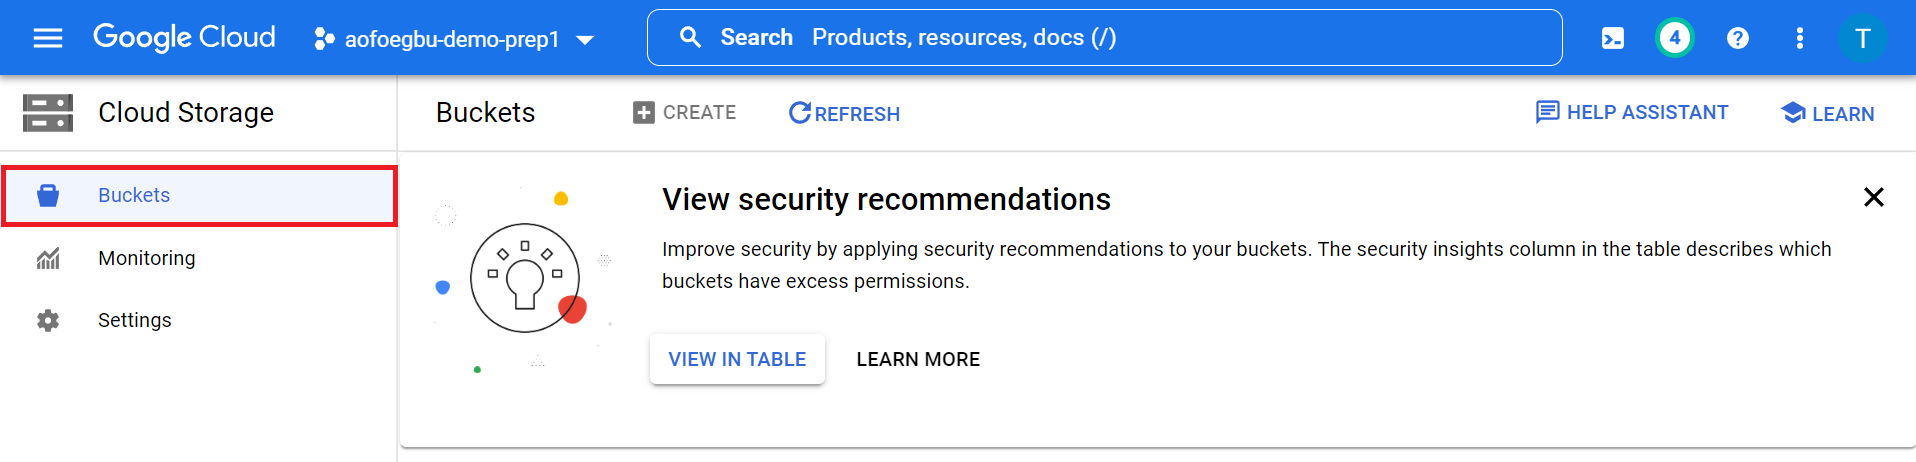 Google Cloud aofoegbu-demo-prep1 Search Products, resources, docs (/) 4 ? T
Cloud Storage Buckets CREATE REFRESH HELP ASSISTANT LEARN
Buckets
Monitoring
Settings
View security recommendations
Improve security by applying security recommendations to your buckets. The security insights column in the table describes which
buckets have excess permissions.
VIEW IN TABLE LEARN MORE